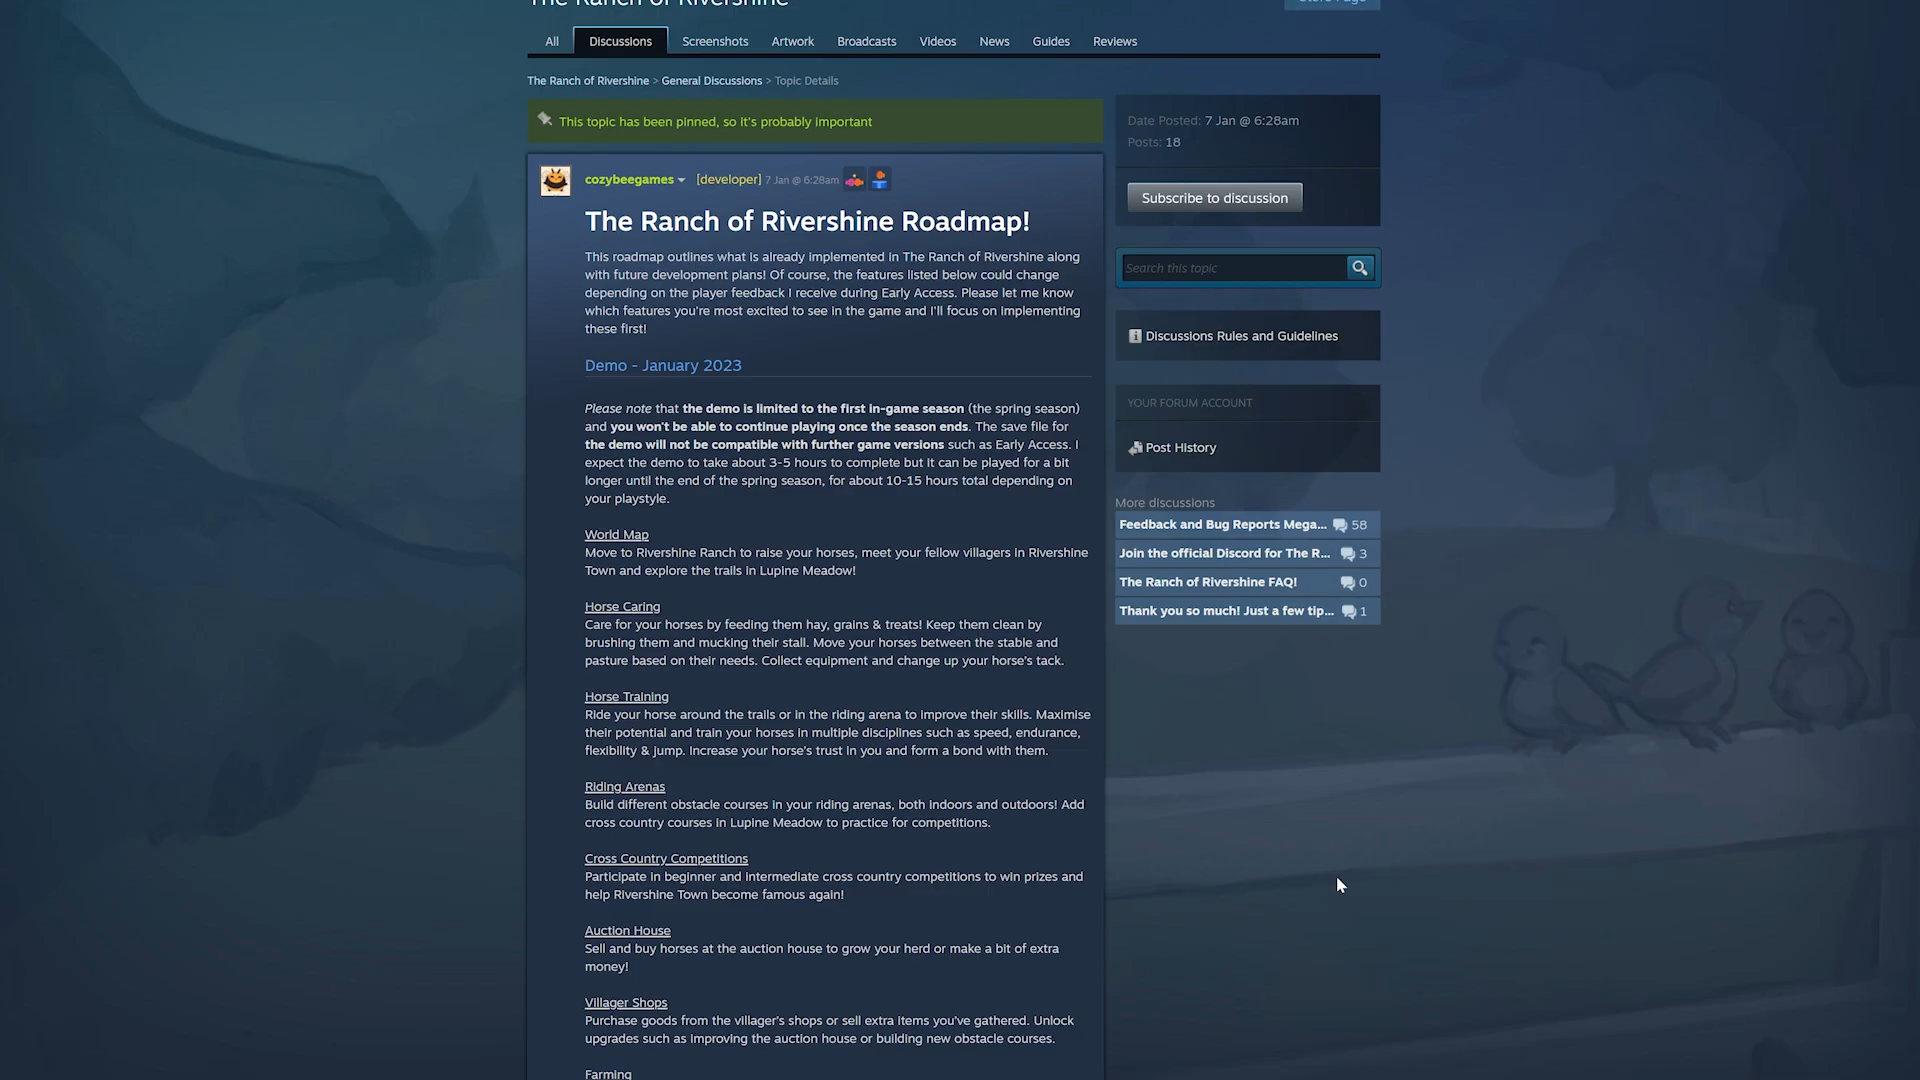 The Ranch of Rivershine
Store Page
All Discussions Screenshots Artwork Broadcasts Videos News Guides Reviews
The Ranch of Rivershine > General Discussions > Topic Details
This topic has been pinned, so it's probably important
cozybeegames [developer] 7 Jan @ 6:28am
The Ranch of Rivershine Roadmap!
This roadmap outlines what is already implemented in The Ranch of Rivershine along
with future development plans! Of course, the features listed below could change
depending on the player feedback I receive during Early Access. Please let me know
which features you're most excited to see in the game and I'll focus on implementing
these first!
Demo - January 2023
Please note that the demo is limited to the first in-game season (the spring season)
and you won't be able to continue playing once the season ends. The save file for
the demo will not be compatible with further game versions such as Early Access. I
expect the demo to take about 3-5 hours to complete but it can be played for a bit
longer until the end of the spring season, for about 10-15 hours total depending on
your playstyle.
World Map
Move to Rivershine Ranch to raise your horses, meet your fellow villagers in Rivershine
Town and explore the trails in Lupine Meadow!
Horse Caring
Care for your horses by feeding them hay, grains & treats! Keep them clean by
brushing them and mucking their stall. Move your horses between the stable and
pasture based on their needs. Collect equipment and change up your horse's tack.
Horse Training
Ride your horse around the trails or in the riding arena to improve their skills. Maximise
their potential and train your horses in multiple disciplines such as speed, endurance,
flexibility & jump. Increase your horse's trust in you and form a bond with them.
Riding Arenas
Build different obstacle courses in your riding arenas, both indoors and outdoors! Add
cross country courses in Lupine Meadow to practice for competitions.
Cross Country Competitions
Participate in beginner and intermediate cross country competitions to win prizes and
help Rivershine Town become famous again!
Auction House
Sell and buy horses at the auction house to grow your herd or make a bit of extra
money!
Villager Shops
Purchase goods from the villager's shops or sell extra items you've gathered. Unlock
upgrades such as improving the auction house or building new obstacle courses.
Farming
Date Posted: 7 Jan @ 6:28am
Posts: 18
Subscribe to discussion
Search this topic
Discussions Rules and Guidelines
YOUR FORUM ACCOUNT
Post History
More discussions
Feedback and Bug Reports Mega... 58
Join the official Discord for The R... 3
The Ranch of Rivershine FAQ! 0
Thank you so much! Just a few tip... 1